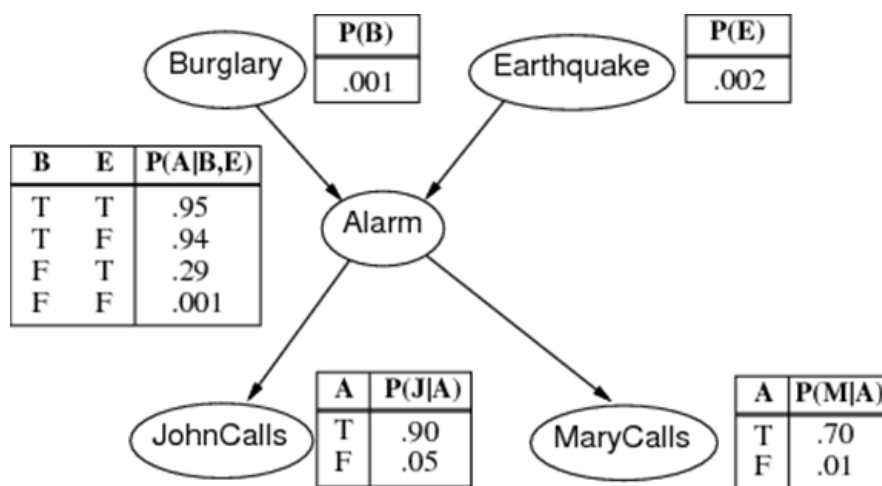 Burglary
P(B)
.001
Earthquake
P(E)
.002
B E P(A|B,E)
T T .95
T F .94
F T .29
F F .001
Alarm
JohnCalls
A P(J|A)
T .90
F .05
MaryCalls
A P(M|A)
T .70
F .01